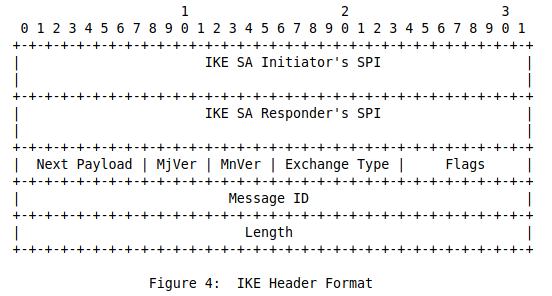 1                   2                   3
 0 1 2 3 4 5 6 7 8 9 0 1 2 3 4 5 6 7 8 9 0 1 2 3 4 5 6 7 8 9 0 1
+-+-+-+-+-+-+-+-+-+-+-+-+-+-+-+-+-+-+-+-+-+-+-+-+-+-+-+-+-+-+-+-+
|                       IKE SA Initiator's SPI                  |
|                                                               |
+-+-+-+-+-+-+-+-+-+-+-+-+-+-+-+-+-+-+-+-+-+-+-+-+-+-+-+-+-+-+-+-+
|                       IKE SA Responder's SPI                  |
|                                                               |
+-+-+-+-+-+-+-+-+-+-+-+-+-+-+-+-+-+-+-+-+-+-+-+-+-+-+-+-+-+-+-+-+
|  Next Payload | MjVer | MnVer | Exchange Type |     Flags     |
+-+-+-+-+-+-+-+-+-+-+-+-+-+-+-+-+-+-+-+-+-+-+-+-+-+-+-+-+-+-+-+-+
|                          Message ID                           |
+-+-+-+-+-+-+-+-+-+-+-+-+-+-+-+-+-+-+-+-+-+-+-+-+-+-+-+-+-+-+-+-+
|                            Length                             |
+-+-+-+-+-+-+-+-+-+-+-+-+-+-+-+-+-+-+-+-+-+-+-+-+-+-+-+-+-+-+-+-+
                 Figure 4:  IKE Header Format